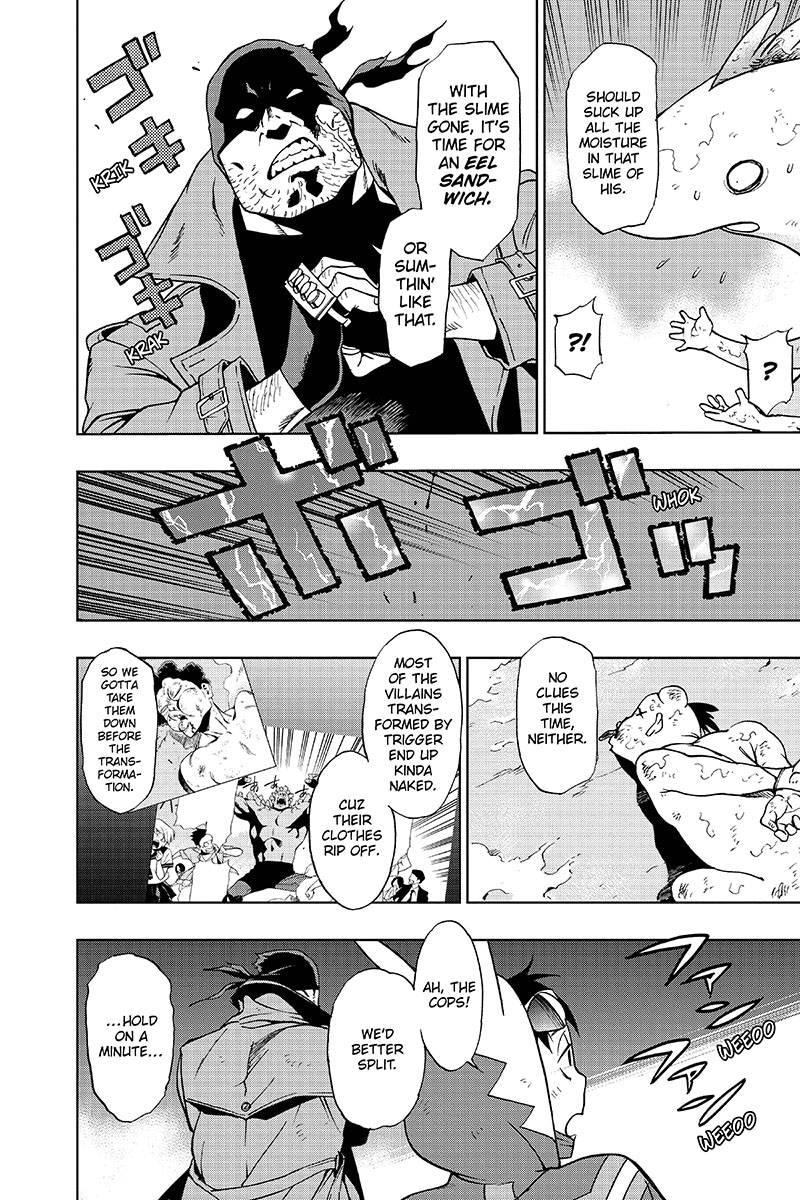 SHOULD
SUCK UP
ALL THE
MOISTURE
IN THAT
SLIME OF
HIS.
?!
?
WITH
THE SLIME
GONE, IT'S
TIME FOR
AN EEL
SAND-
WICH.
OR
SUM-
THIN'
LIKE
THAT.
ゴキ
KRIK
ゴキ
KRAK
ゴッ
WHOK
ボ
NO
CLUES
THIS
TIME,
NEITHER.
MOST
OF THE
VILLAINS
TRANS-
FORMED BY
TRIGGER
END UP
KINDA
NAKED.
CUZ
THEIR
CLOTHES
RIP OFF.
SO WE
GOTTA
TAKE
THEM
DOWN
BEFORE
THE
TRANS-
FORMA-
TION.
WEEOO
WEEOO
AH, THE
COPS!
WE'D
BETTER
SPLIT.
...HOLD
ON A
MINUTE...